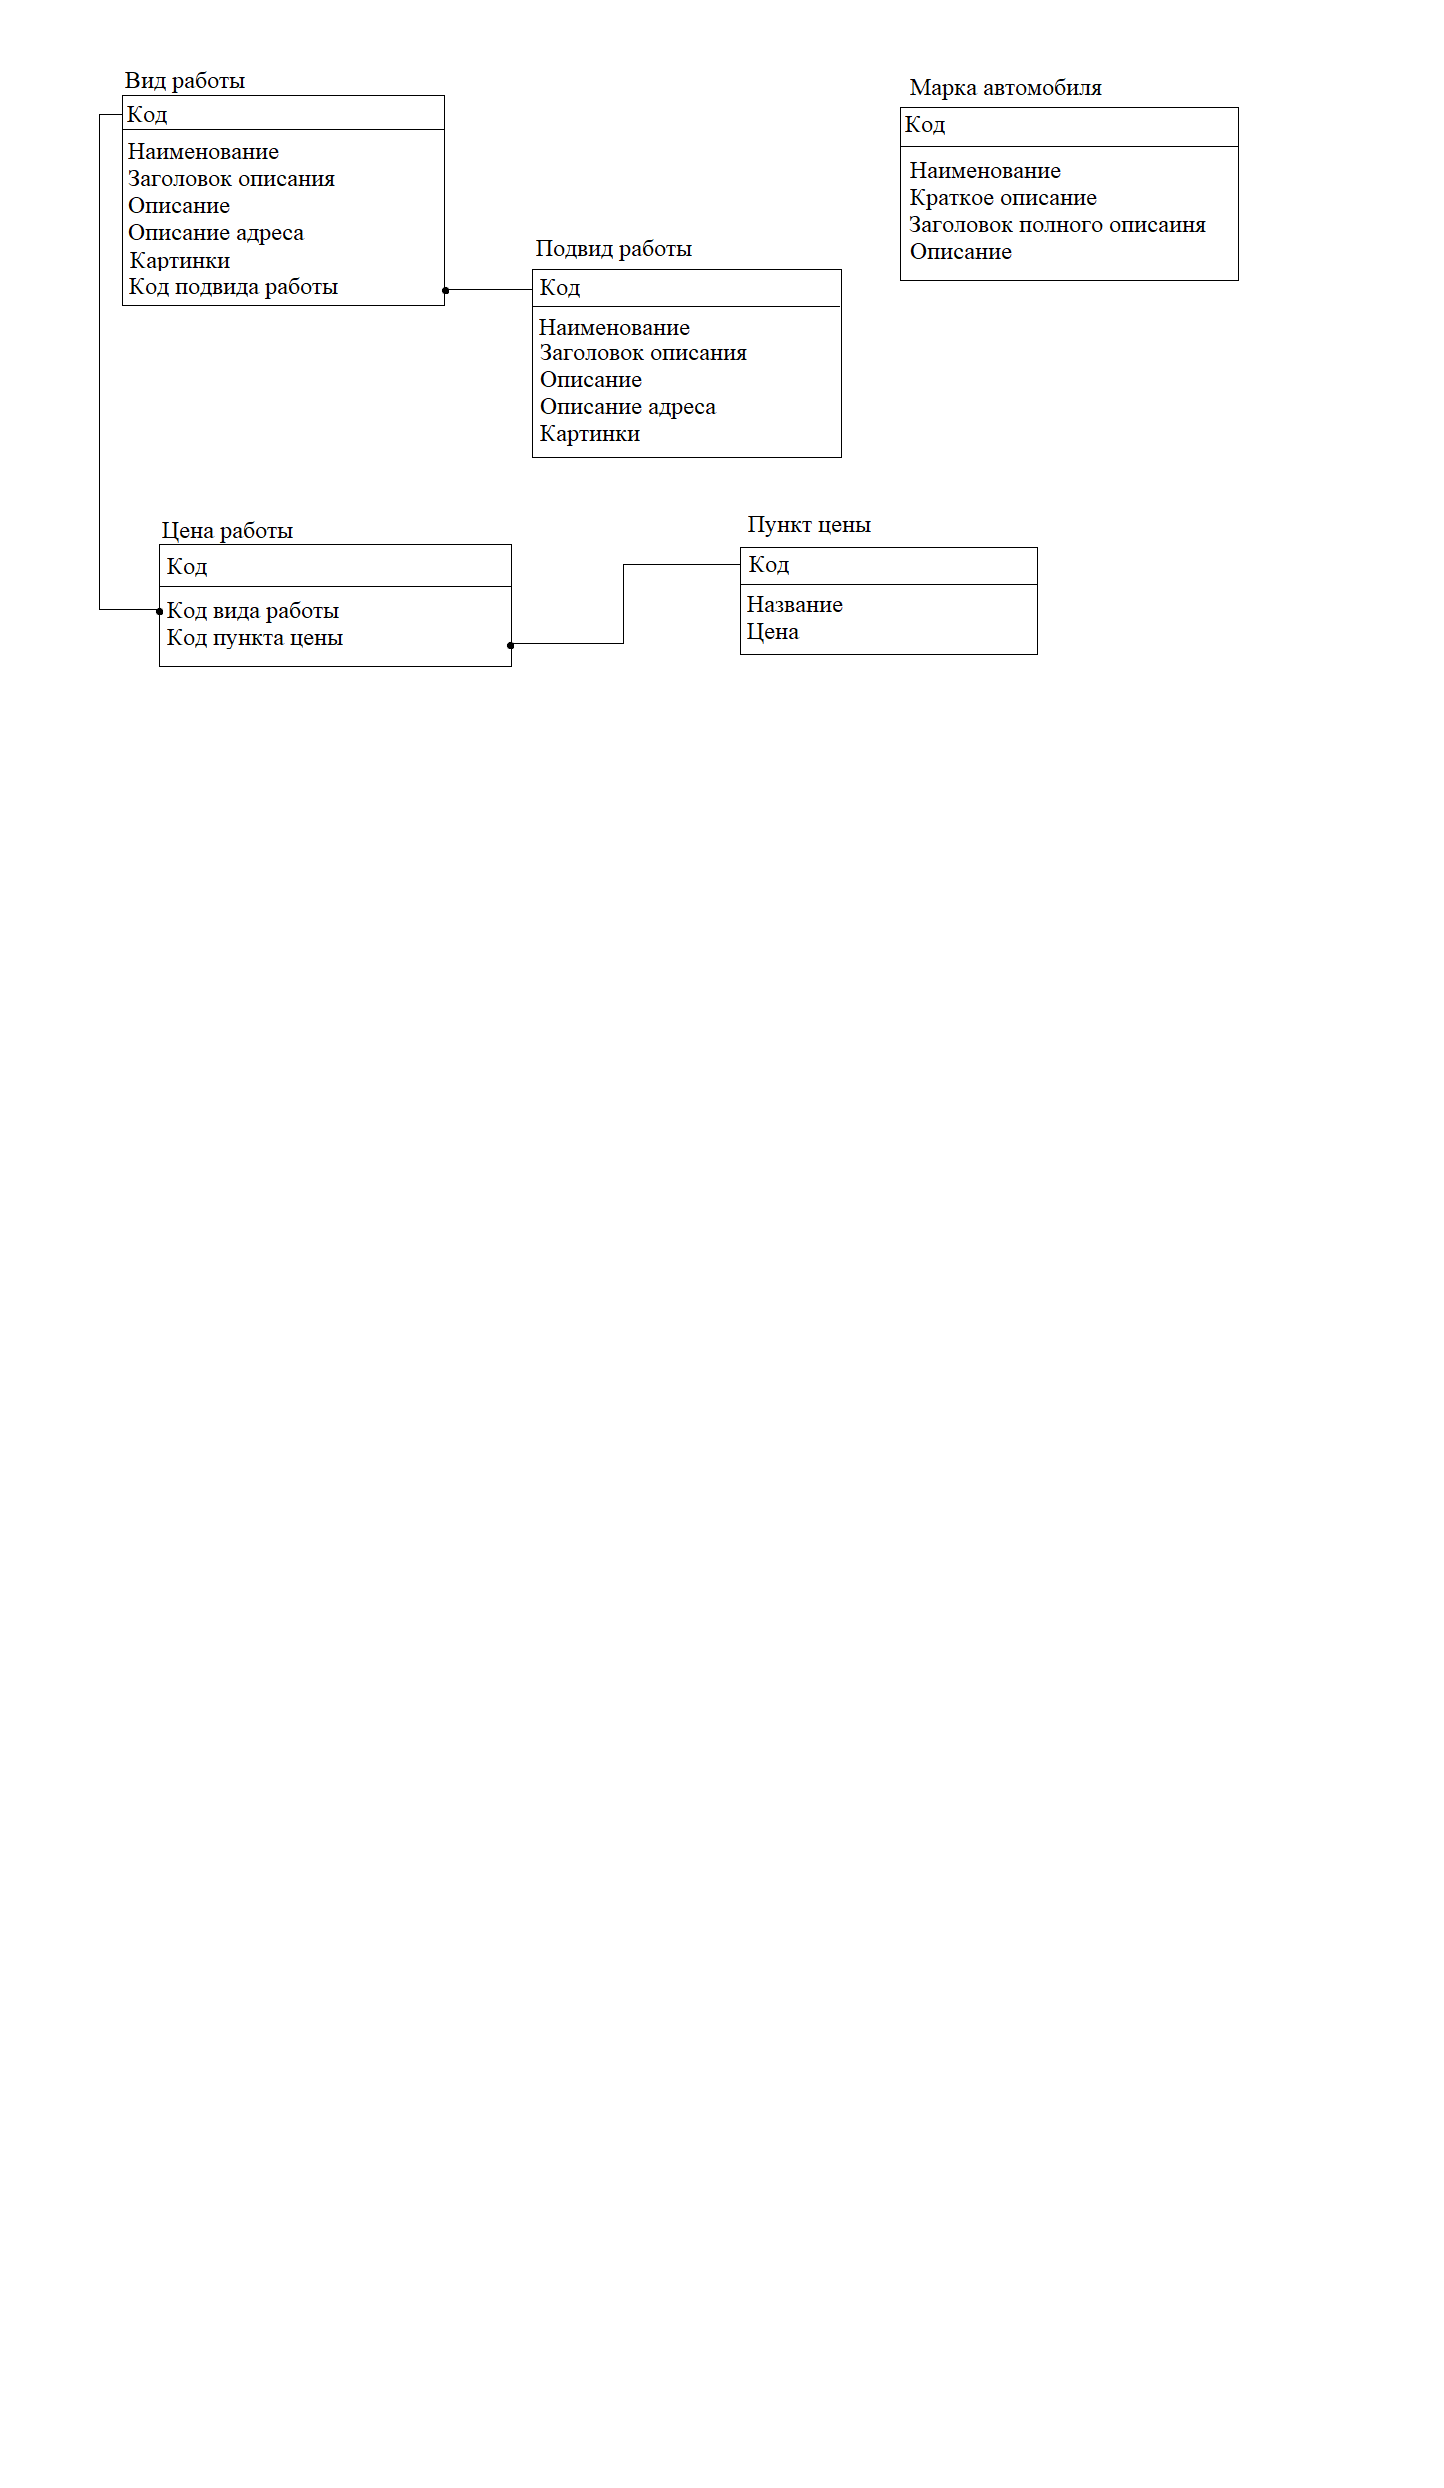 Вид работы
Код
Наименование
Заголовок описания
Описание
Описание адреса
Картинки
Код подвида работы
Марка автомобиля
Код
Наименование
Краткое описание
Заголовок полного описаиня
Описание
Подвид работы
Код
Наименование
Заголовок описания
Описание
Описание адреса
Картинки
Цена работы
Код
Код вида работы
Код пункта цены
Пункт цены
Код
Название
Цена